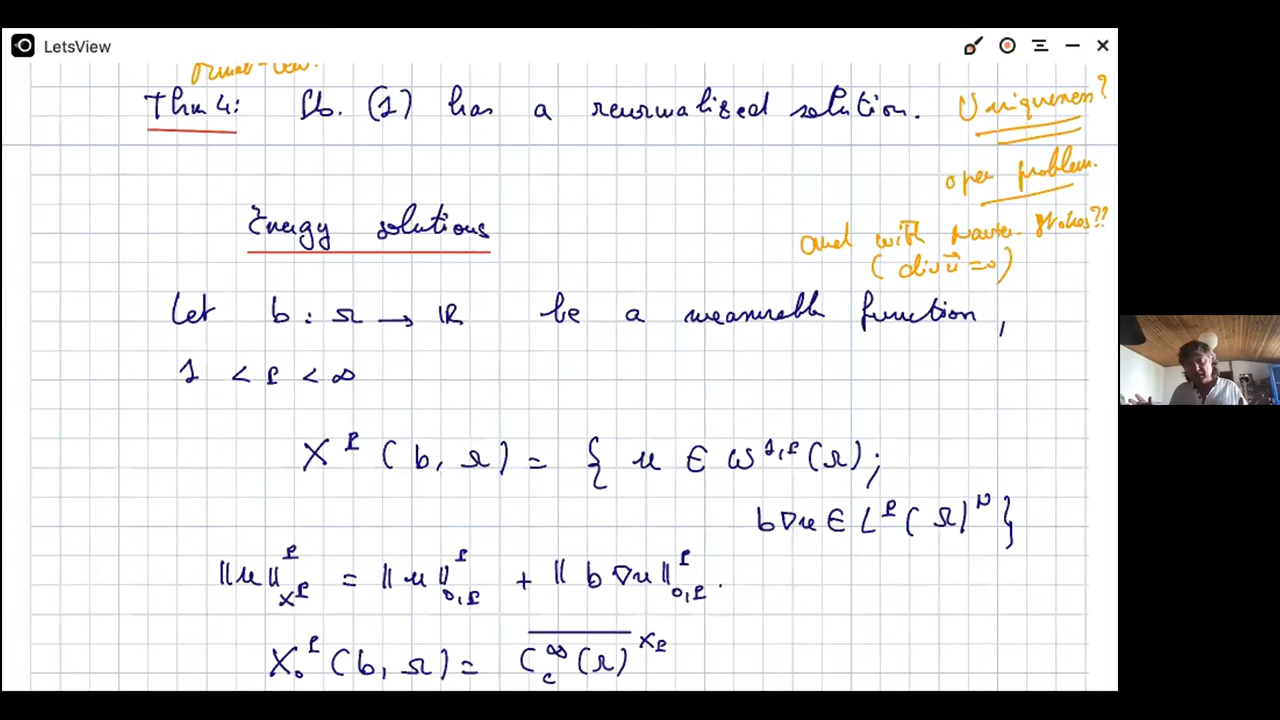 LetsView
Thm 4: Pb. (1) has a renormalized solution. Uniqueness?
open problem.
Energy solutions
and with Navier-Stokes??
(div u⃗ = 0)
Let b : Ω → ℝ be a measurable function,
1 < p < ∞
X^p (b, Ω) = { u ∈ W^{1,p}(Ω);
b∇u ∈ L^p(Ω)^N }
‖u‖^p_{X^p} = ‖u‖^p_{0,p} + ‖b∇u‖^p_{0,p}.
X_0^p (b, Ω) = \overline{C_c^∞(Ω)}^{X_p}